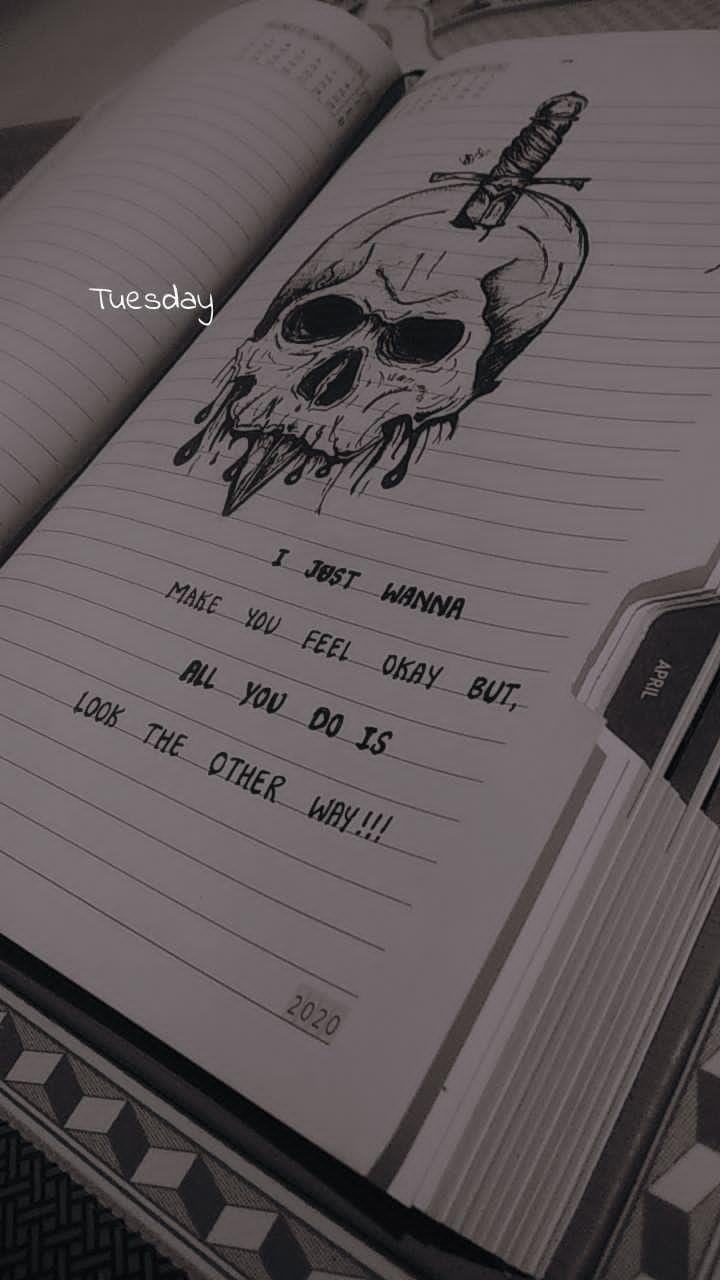 Tuesday
I JUST WANNA
MAKE YOU FEEL OKAY BUT,
ALL YOU DO IS
LOOK THE OTHER WAY!!!
APRIL
2020